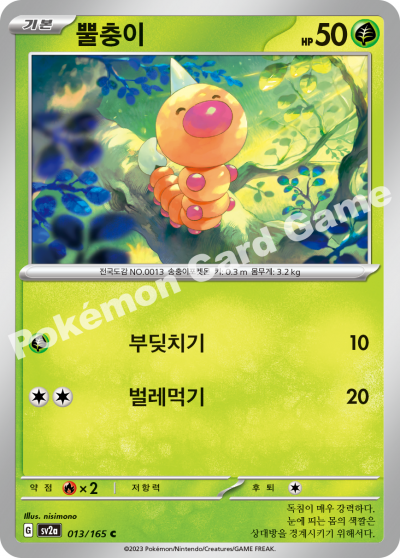 기본 뿔충이 HP 50
전국도감 NO.0013 송충이포켓몬 키: 0.3 m 몸무게: 3.2 kg
Pokémon Card Game
부딪치기 10
벌레먹기 20
약점 ×2 저항력 후퇴
Illus. nisimono
G sv2a 013/165 C
독침이 매우 강력하다.
눈에 띄는 몸의 색깔은
상대방을 경계시키기 위해서다.
©2023 Pokémon/Nintendo/Creatures/GAME FREAK.